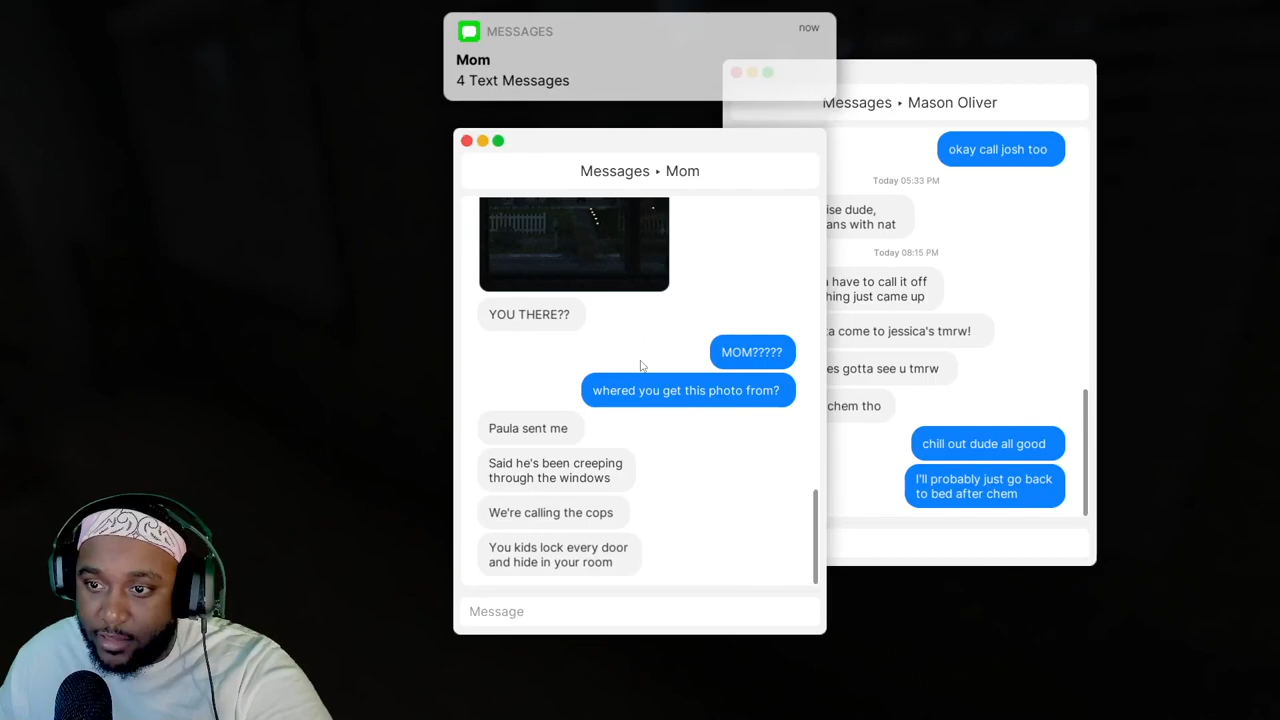 MESSAGES
now
Mom
4 Text Messages
Messages ‣ Mom
YOU THERE??
MOM?????
whered you get this photo from?
Paula sent me
Said he's been creeping
through the windows
We're calling the cops
You kids lock every door
and hide in your room
Message
Messages ‣ Mason Oliver
okay call josh too
Today 05:33 PM
dude,
with nat
Today 08:15 PM
have to call it off
just came up
come to jessica's tmrw!
gotta see u tmrw
chem tho
chill out dude all good
I'll probably just go back
to bed after chem